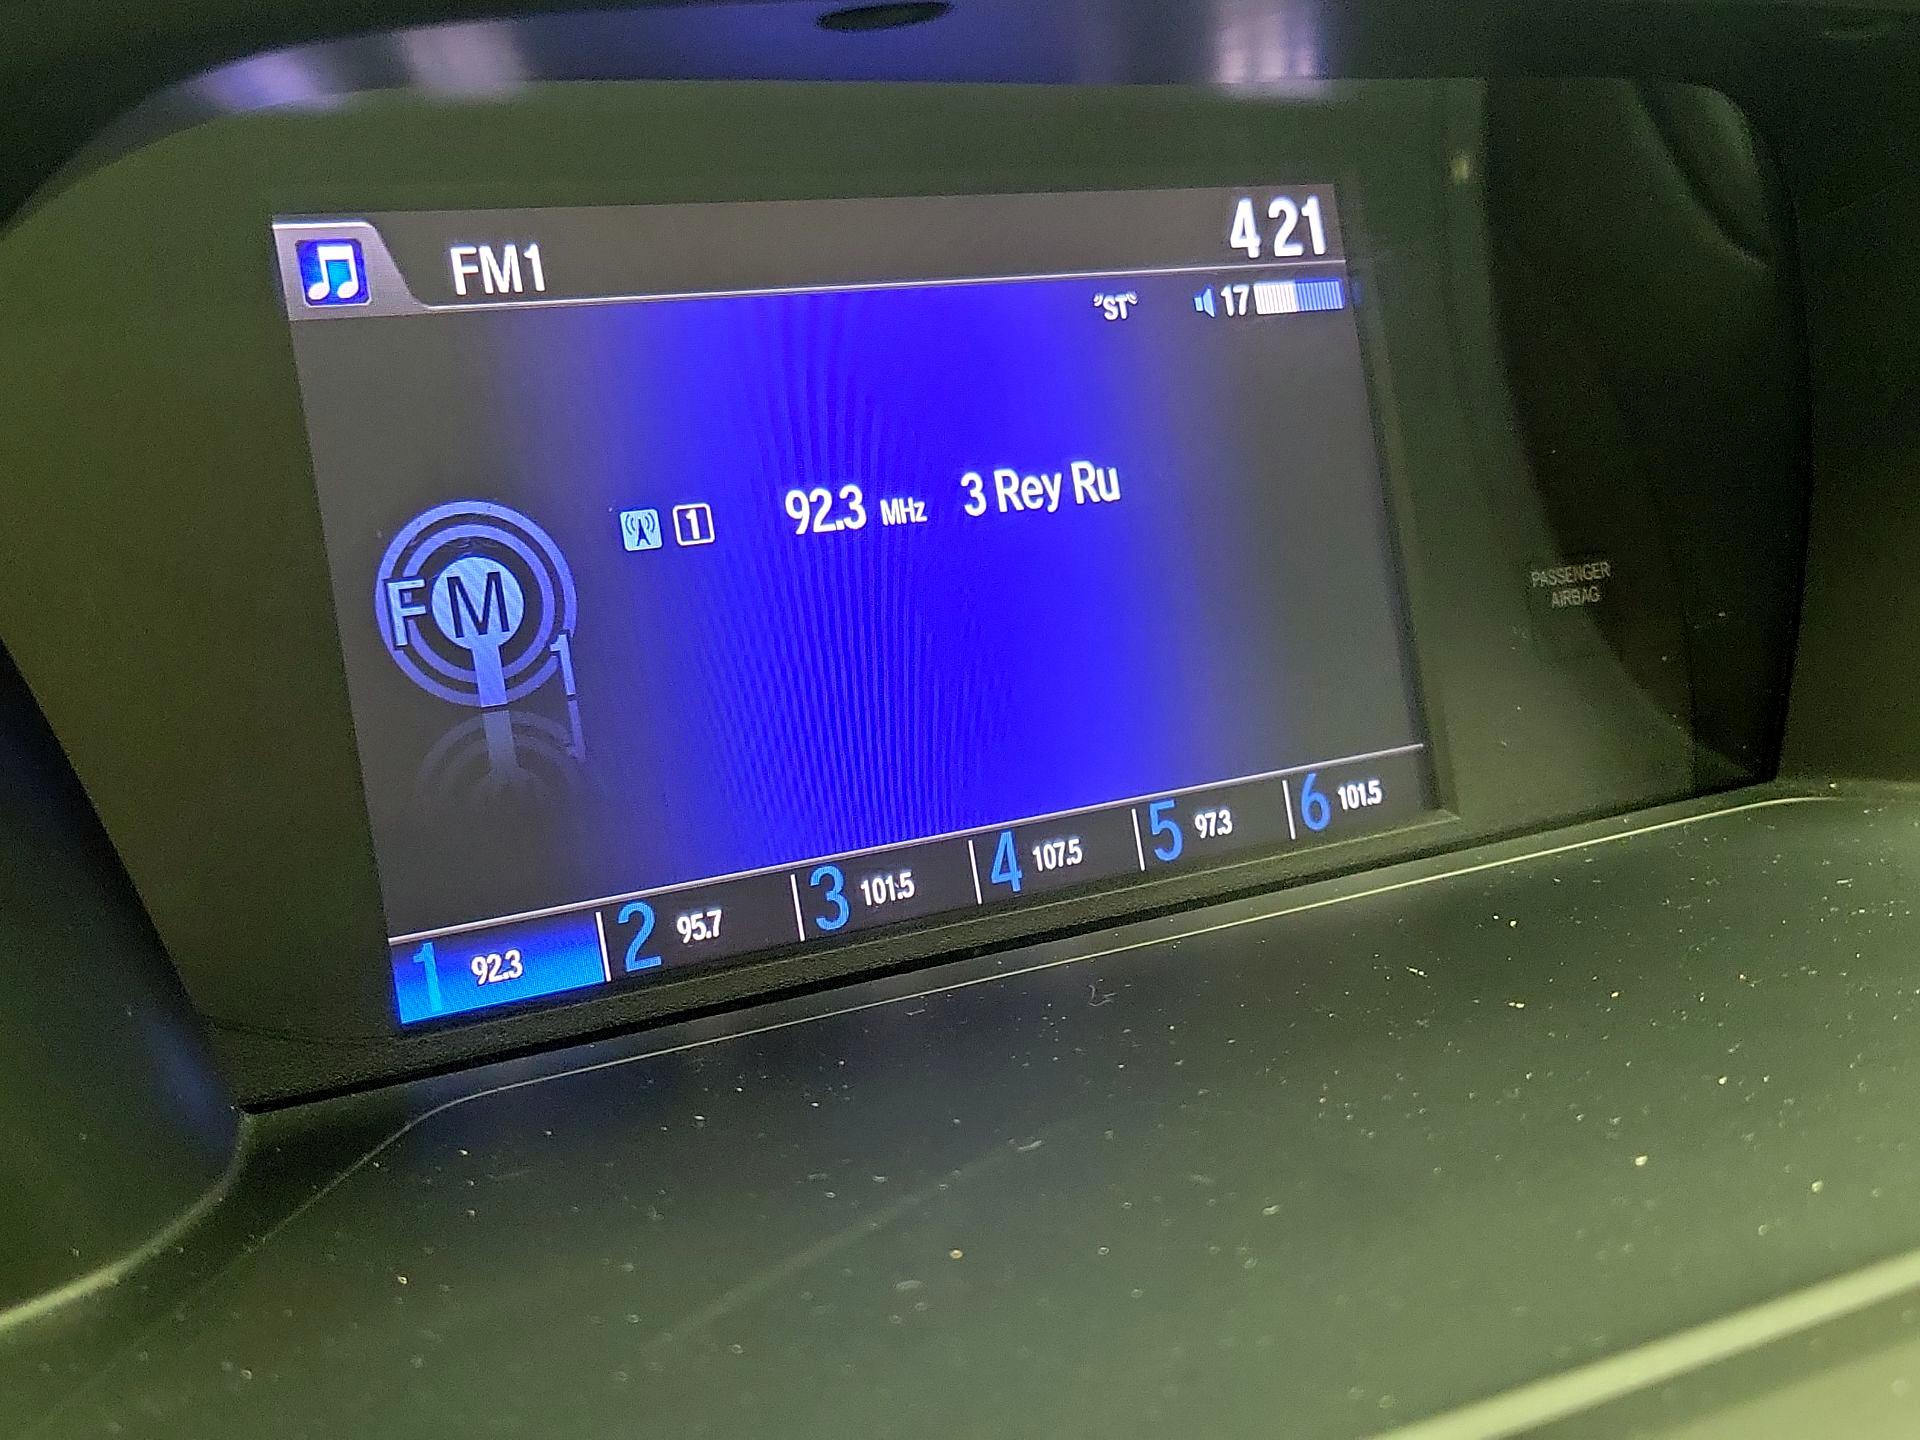 FM1
4 21
"ST"
17
1 92.3 MHz 3 Rey Ru
FM
1
PASSENGER
AIRBAG
1 92.3 2 95.7 3 101.5 4 107.5 5 97.3 6 101.5